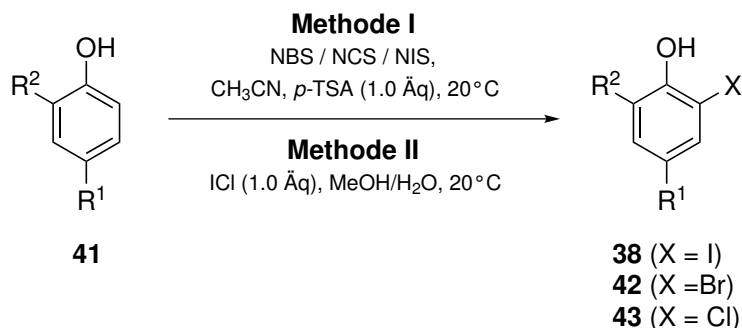 Methode I
NBS / NCS / NIS,
CH₃CN, p-TSA (1.0 Äq), 20°C
Methode II
ICl (1.0 Äq), MeOH/H₂O, 20°C
OH
R²
R¹
41
OH
R²
X
R¹
38 (X = I)
42 (X =Br)
43 (X = Cl)